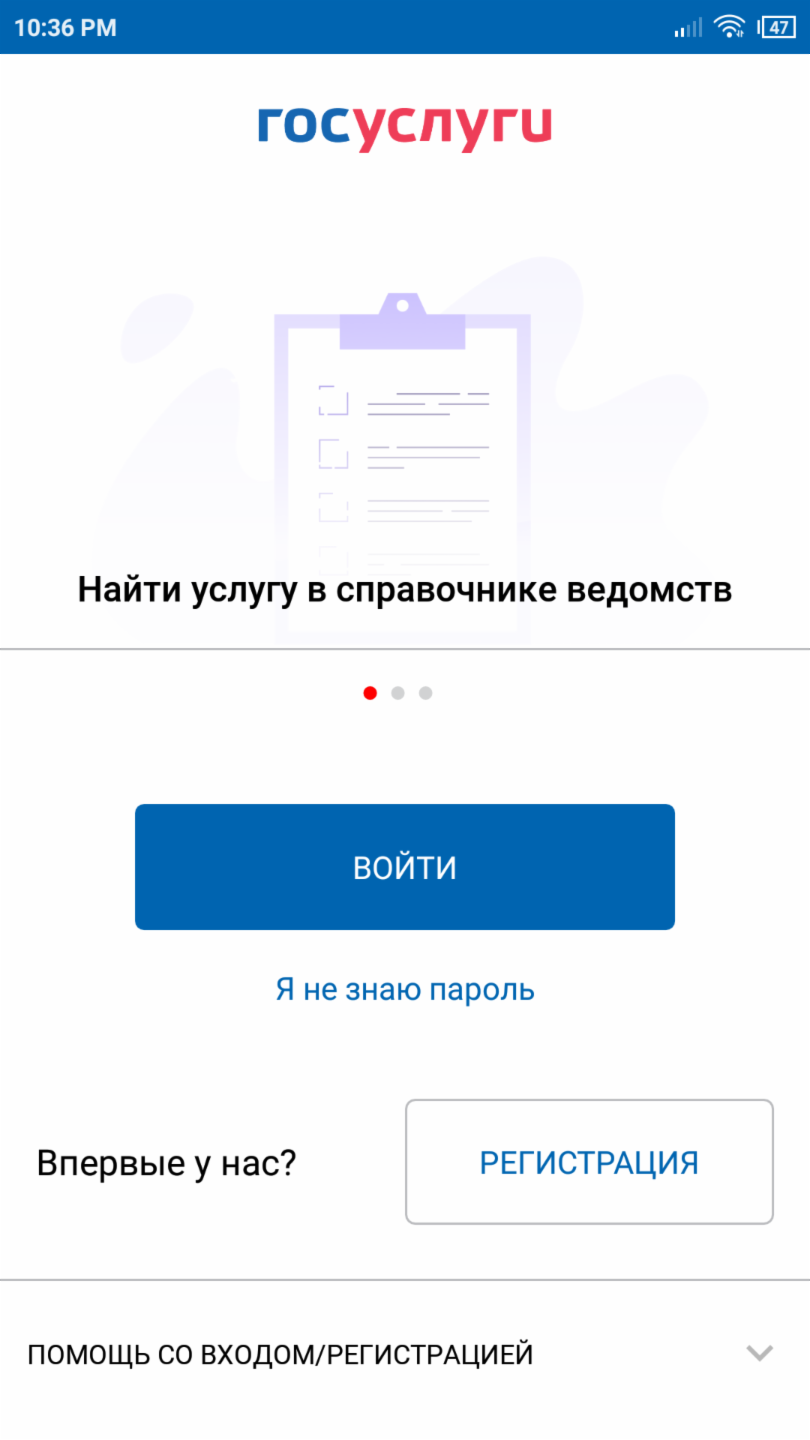 10:36 PM
47
госуслуги
Найти услугу в справочнике ведомств
ВОЙТИ
Я не знаю пароль
Впервые у нас?
РЕГИСТРАЦИЯ
ПОМОЩЬ СО ВХОДОМ/РЕГИСТРАЦИЕЙ